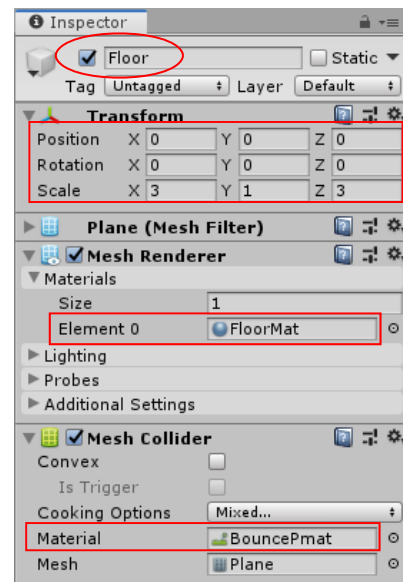 Inspector
Floor Static
Tag Untagged Layer Default
Transform
Position X 0 Y 0 Z 0
Rotation X 0 Y 0 Z 0
Scale X 3 Y 1 Z 3
Plane (Mesh Filter)
Mesh Renderer
Materials
Size 1
Element 0 FloorMat
Lighting
Probes
Additional Settings
Mesh Collider
Convex
Is Trigger
Cooking Options Mixed...
Material BouncePmat
Mesh Plane